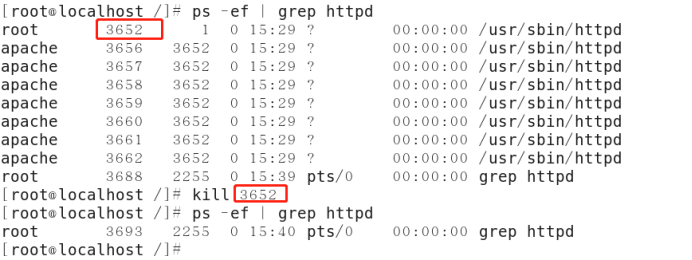 [root@localhost /]# ps -ef | grep httpd
root 3652 1 0 15:29 ? 00:00:00 /usr/sbin/httpd
apache 3656 3652 0 15:29 ? 00:00:00 /usr/sbin/httpd
apache 3657 3652 0 15:29 ? 00:00:00 /usr/sbin/httpd
apache 3658 3652 0 15:29 ? 00:00:00 /usr/sbin/httpd
apache 3659 3652 0 15:29 ? 00:00:00 /usr/sbin/httpd
apache 3660 3652 0 15:29 ? 00:00:00 /usr/sbin/httpd
apache 3661 3652 0 15:29 ? 00:00:00 /usr/sbin/httpd
apache 3662 3652 0 15:29 ? 00:00:00 /usr/sbin/httpd
root 3688 2255 0 15:39 pts/0 00:00:00 grep httpd
[root@localhost /]# kill 3652
[root@localhost /]# ps -ef | grep httpd
root 3693 2255 0 15:40 pts/0 00:00:00 grep httpd
[root@localhost /]#